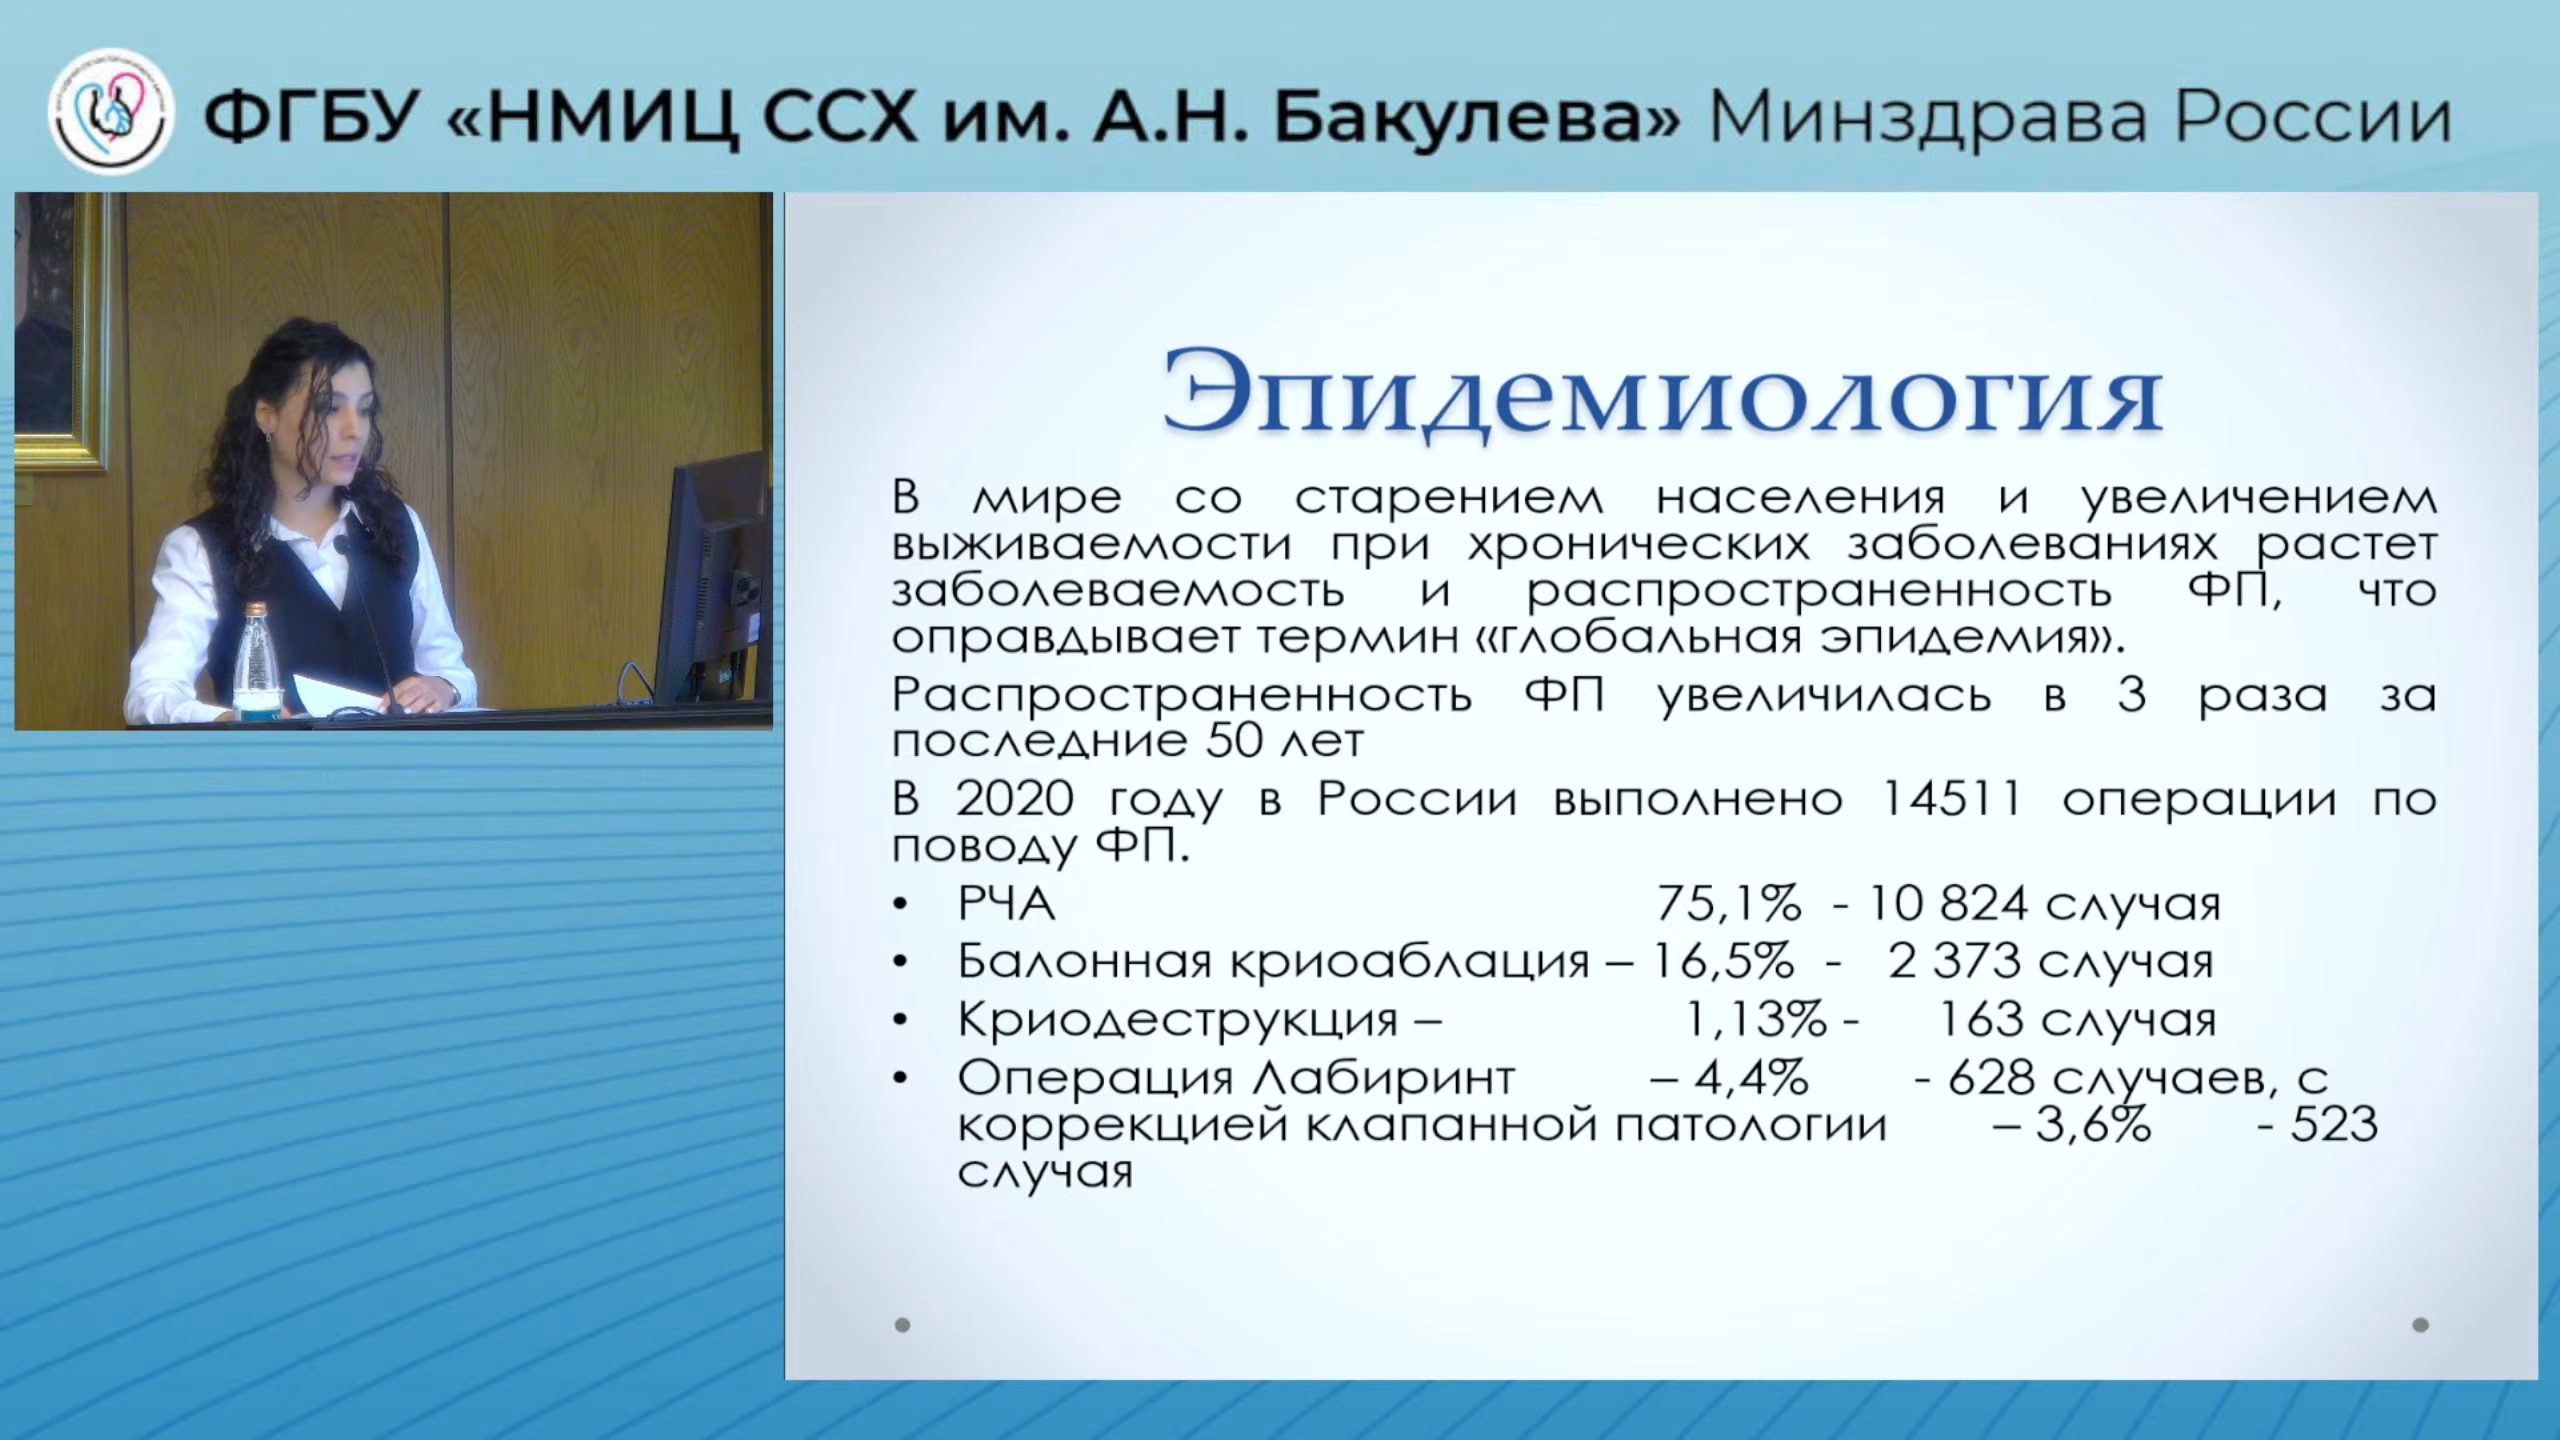 ФГБУ «НМИЦ ССХ им. А.Н. Бакулева» Минздрава России
Эпидемиология
В мире со старением населения и увеличением
выживаемости при хронических заболеваниях растет
заболеваемость и распространенность ФП, что
оправдывает термин «глобальная эпидемия».
Распространенность ФП увеличилась в 3 раза за
последние 50 лет
В 2020 году в России выполнено 14511 операции по
поводу ФП.
• РЧА 75,1% - 10 824 случая
• Балонная криоаблация – 16,5% - 2 373 случая
• Криодеструкция – 1,13% - 163 случая
• Операция Лабиринт – 4,4% - 628 случаев, с
коррекцией клапанной патологии – 3,6% - 523
случая